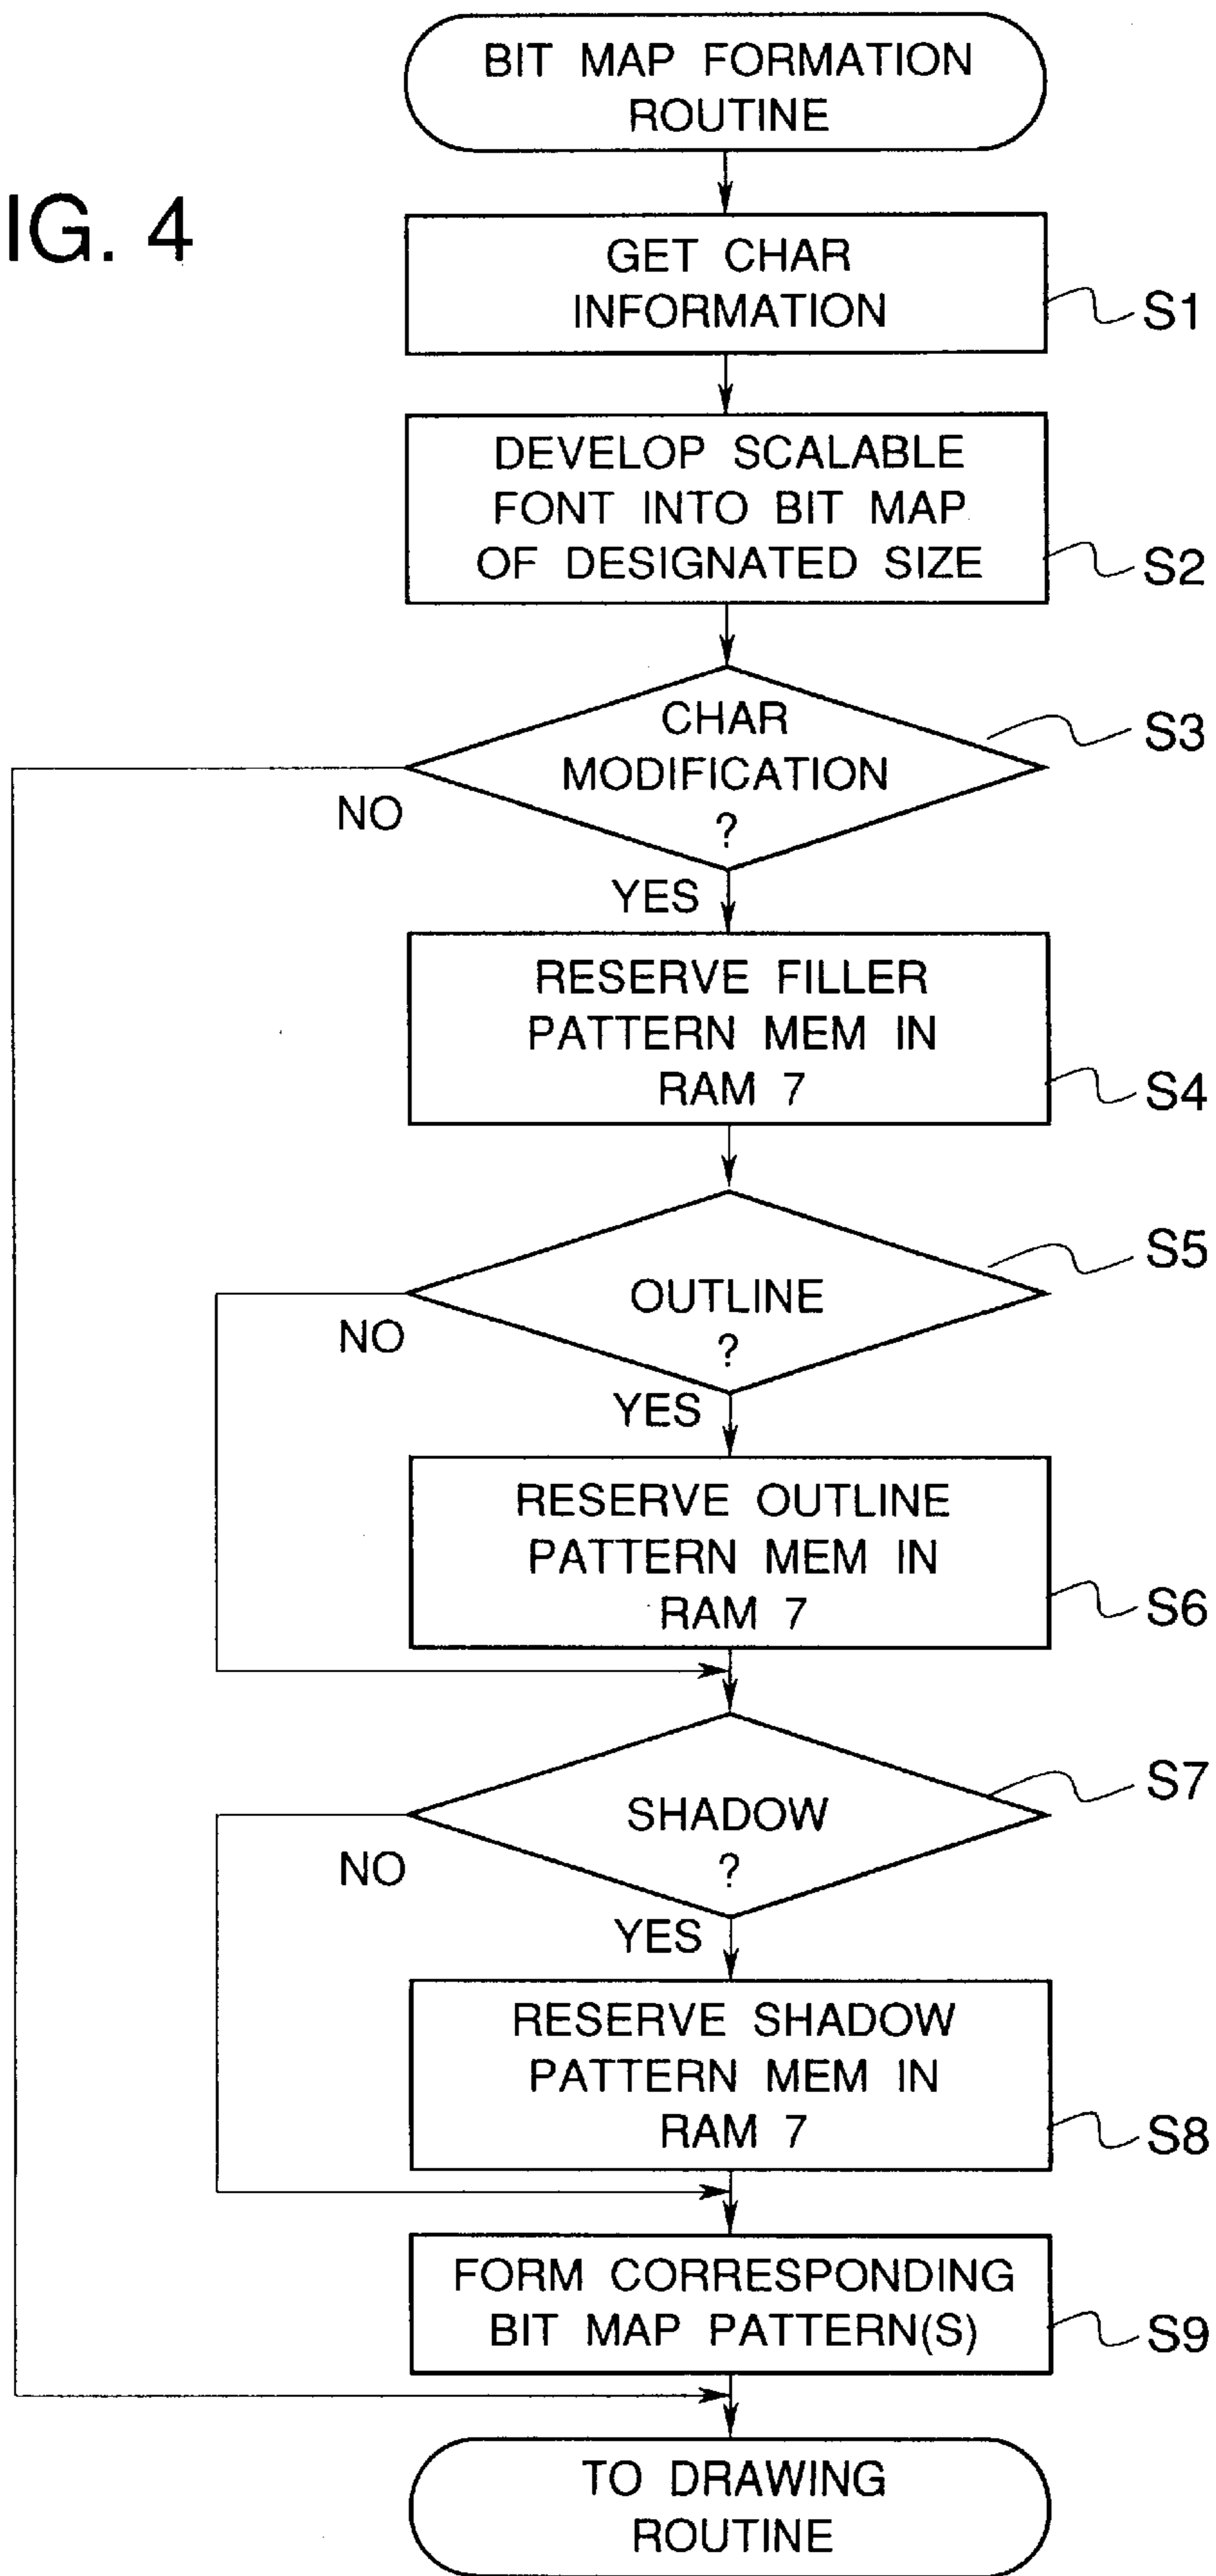 BIT MAP FORMATION
ROUTINE
IG. 4
GET CHAR
INFORMATION
S1
DEVELOP SCALABLE
FONT INTO BIT MAP
OF DESIGNATED SIZE
S2
CHAR
MODIFICATION
?
S3
NO
YES
RESERVE FILLER
PATTERN MEM IN
RAM 7
S4
OUTLINE
?
S5
NO
YES
RESERVE OUTLINE
PATTERN MEM IN
RAM 7
S6
SHADOW
?
S7
NO
YES
RESERVE SHADOW
PATTERN MEM IN
RAM 7
S8
FORM CORRESPONDING
BIT MAP PATTERN(S)
S9
TO DRAWING
ROUTINE